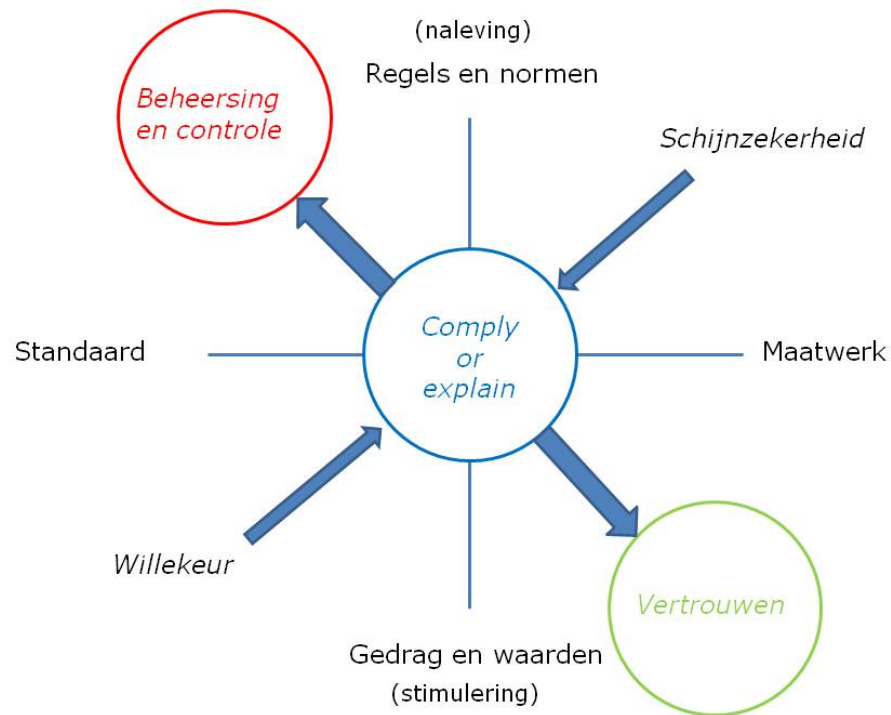 (naleving)
Regels en normen
Beheersing
en controle
Schijnzekerheid
Comply
or
explain
Standaard
Maatwerk
Willekeur
Vertrouwen
Gedrag en waarden
(stimulering)